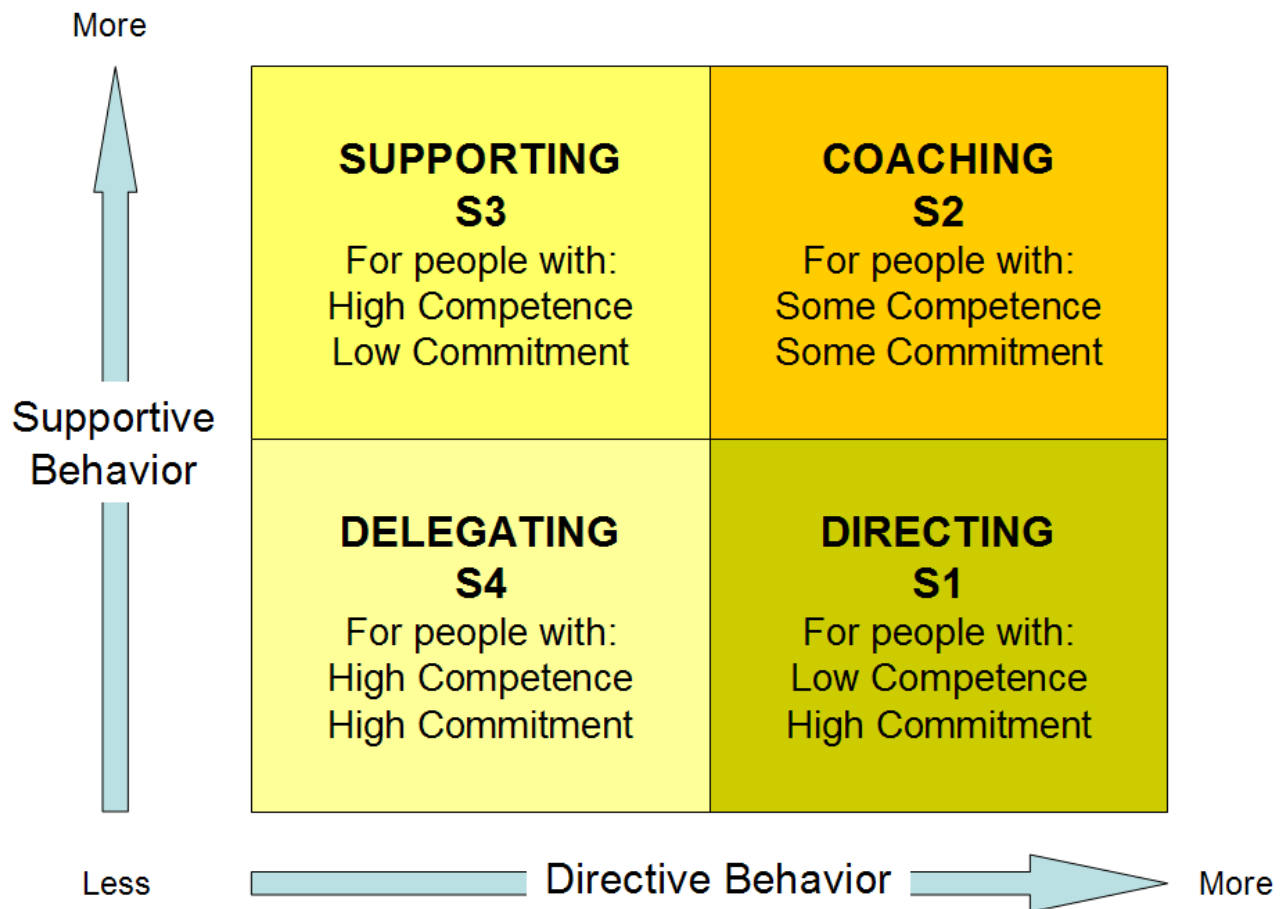 More
SUPPORTING
S3
For people with:
High Competence
Low Commitment
COACHING
S2
For people with:
Some Competence
Some Commitment
Supportive
Behavior
DELEGATING
S4
For people with:
High Competence
High Commitment
DIRECTING
S1
For people with:
Low Competence
High Commitment
Less
Directive Behavior
More